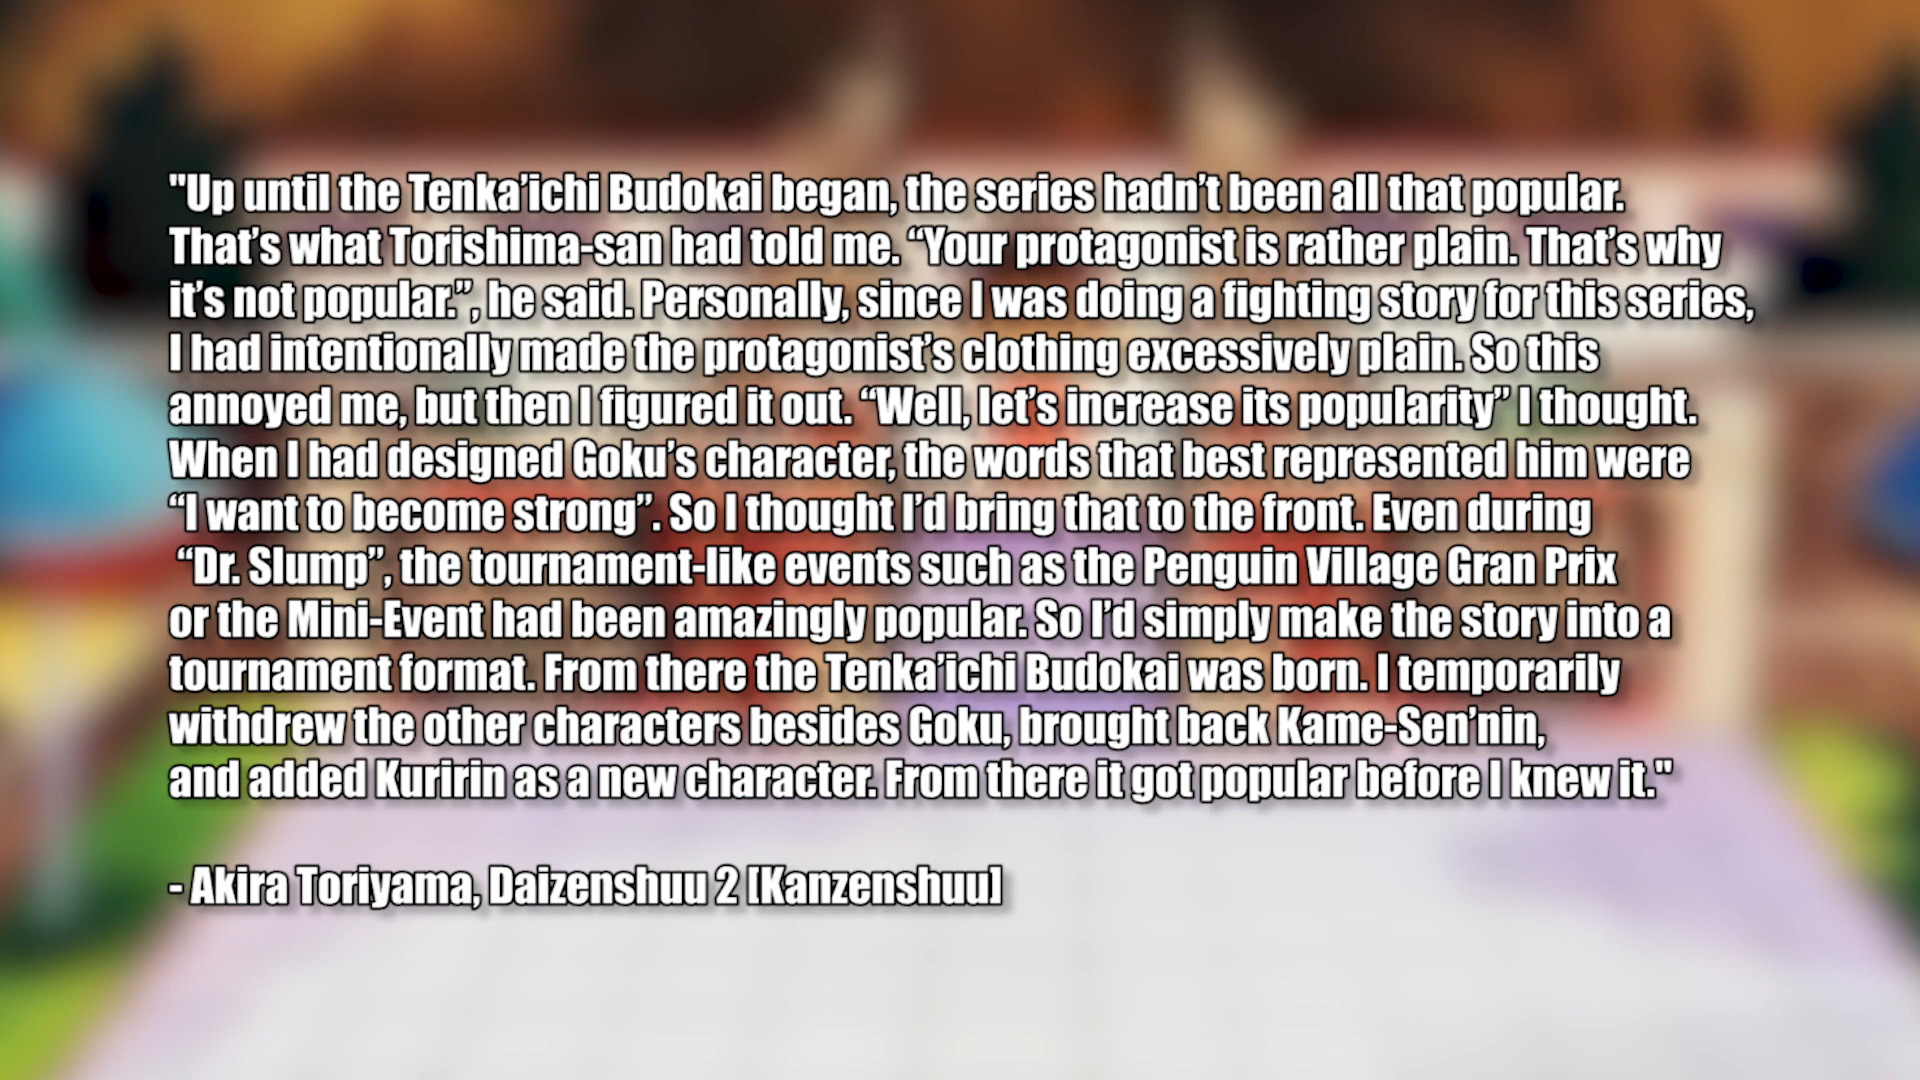 "Up until the Tenka’ichi Budokai began, the series hadn’t been all that popular.
That’s what Torishima-san had told me. “Your protagonist is rather plain. That’s why
it’s not popular.”, he said. Personally, since I was doing a fighting story for this series,
I had intentionally made the protagonist’s clothing excessively plain. So this
annoyed me, but then I figured it out. “Well, let’s increase its popularity” I thought.
When I had designed Goku’s character, the words that best represented him were
“I want to become strong”. So I thought I’d bring that to the front. Even during
“Dr. Slump”, the tournament-like events such as the Penguin Village Gran Prix
or the Mini-Event had been amazingly popular. So I’d simply make the story into a
tournament format. From there the Tenka’ichi Budokai was born. I temporarily
withdrew the other characters besides Goku, brought back Kame-Sen’nin,
and added Kuririn as a new character. From there it got popular before I knew it."
- Akira Toriyama, Daizenshuu 2 [Kanzenshuu]